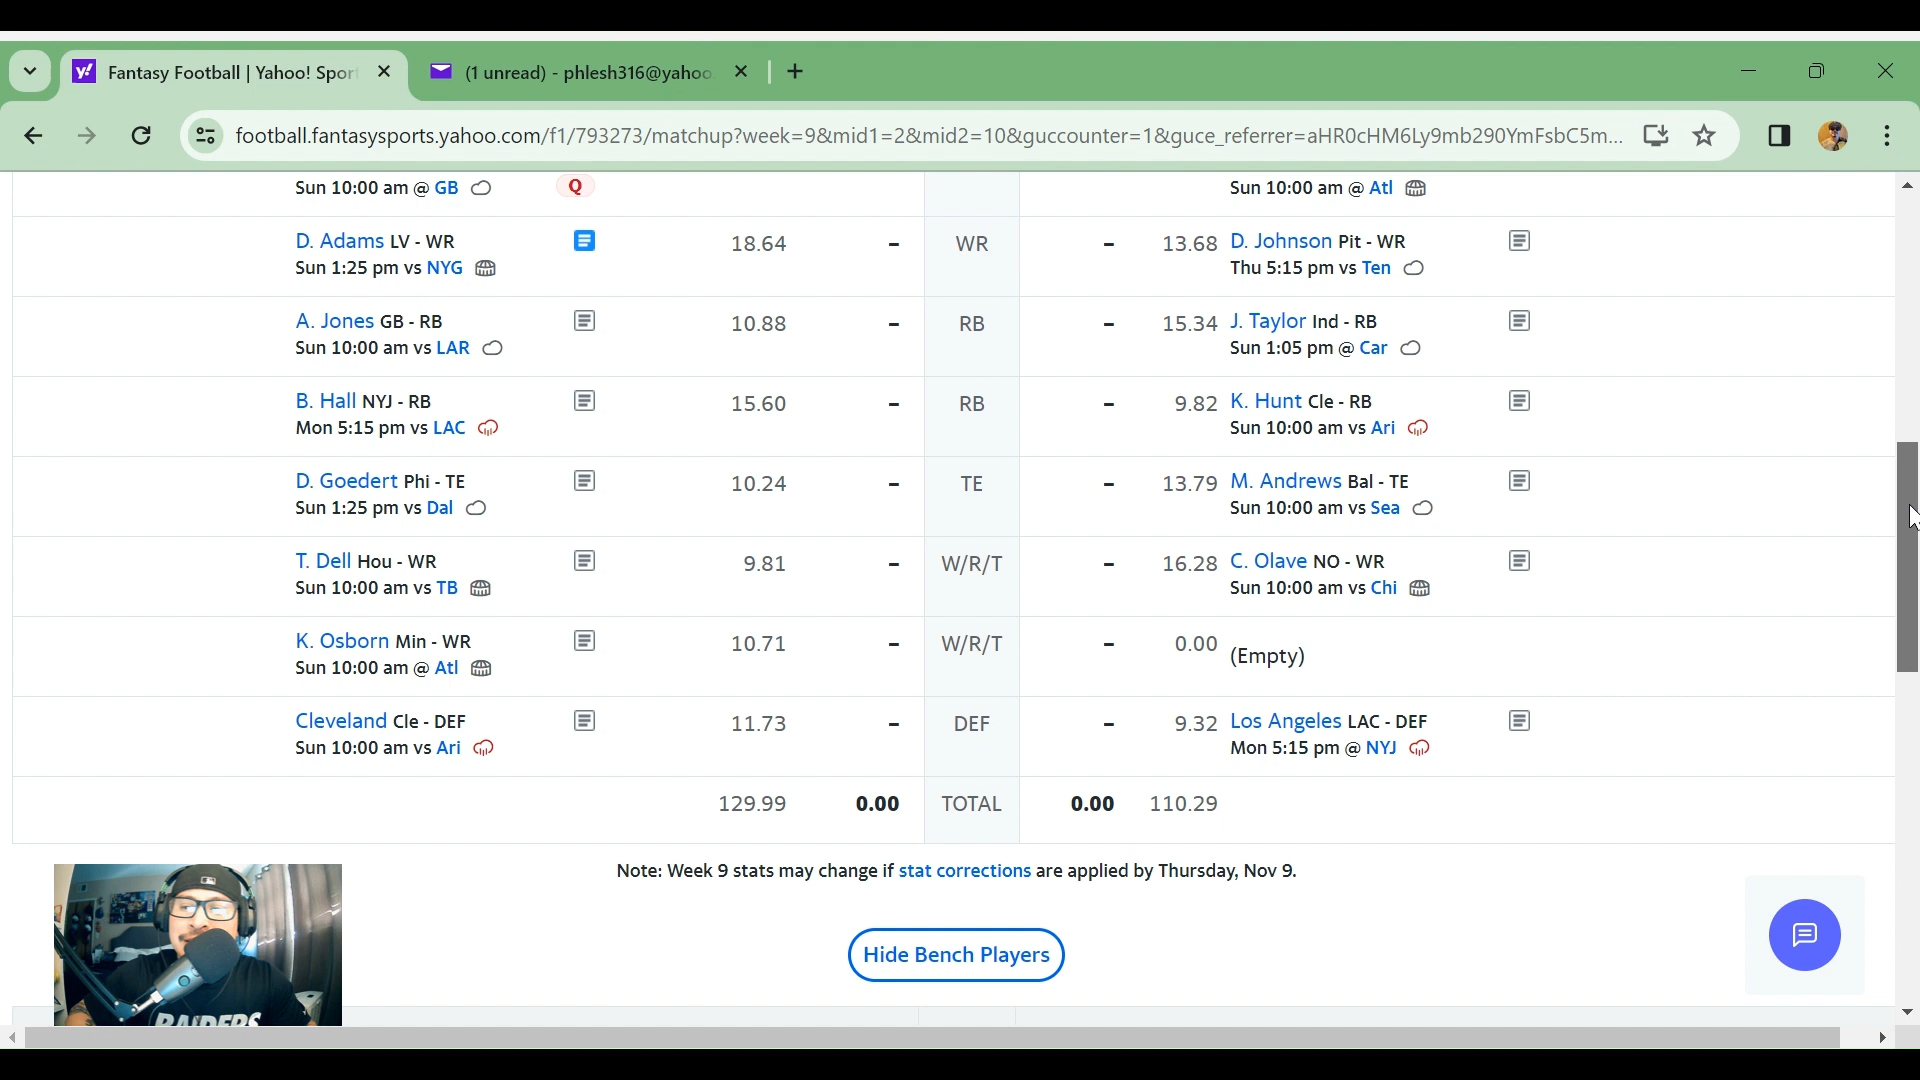 Fantasy Football | Yahoo! Spor
(1 unread) - phlesh316@yahoo.
football.fantasysports.yahoo.com/f1/793273/matchup?week=9&mid1=2&mid2=10&guccounter=1&guce_referrer=aHR0cHM6Ly9mb290YmFsbC5m...
Sun 10:00 am @ GB Q Sun 10:00 am @ Atl
D. Adams LV - WR 18.64 - WR - 13.68 D. Johnson Pit - WR
Sun 1:25 pm vs NYG Thu 5:15 pm vs Ten
A. Jones GB - RB 10.88 - RB - 15.34 J. Taylor Ind - RB
Sun 10:00 am vs LAR Sun 1:05 pm @ Car
B. Hall NYJ - RB 15.60 - RB - 9.82 K. Hunt Cle - RB
Mon 5:15 pm vs LAC Sun 10:00 am vs Ari
D. Goedert Phi - TE 10.24 - TE - 13.79 M. Andrews Bal - TE
Sun 1:25 pm vs Dal Sun 10:00 am vs Sea
T. Dell Hou - WR 9.81 - W/R/T - 16.28 C. Olave NO - WR
Sun 10:00 am vs TB Sun 10:00 am vs Chi
K. Osborn Min - WR 10.71 - W/R/T - 0.00 (Empty)
Sun 10:00 am @ Atl
Cleveland Cle - DEF 11.73 - DEF - 9.32 Los Angeles LAC - DEF
Sun 10:00 am vs Ari Mon 5:15 pm @ NYJ
129.99 0.00 TOTAL 0.00 110.29
Note: Week 9 stats may change if stat corrections are applied by Thursday, Nov 9.
Hide Bench Players
RAIDERS